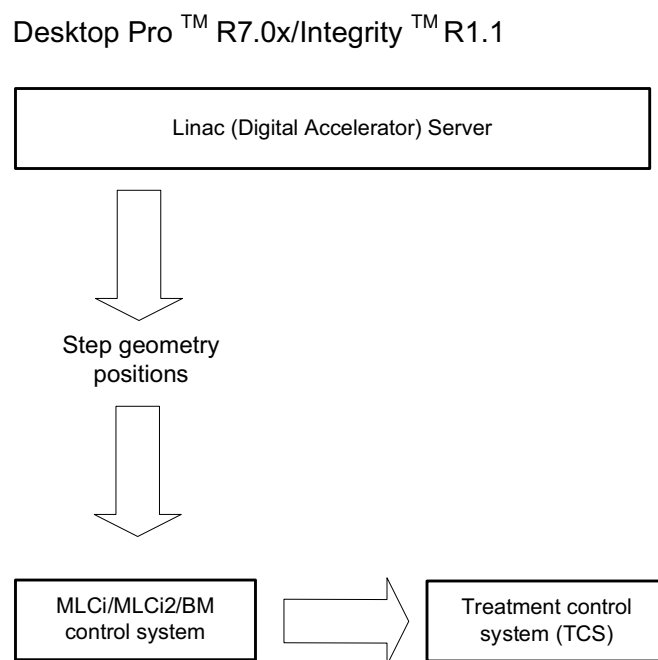 Desktop Pro ™ R7.0x/Integrity ™ R1.1
Linac (Digital Accelerator) Server
Step geometry
positions
MLCi/MLCi2/BM
control system
Treatment control
system (TCS)